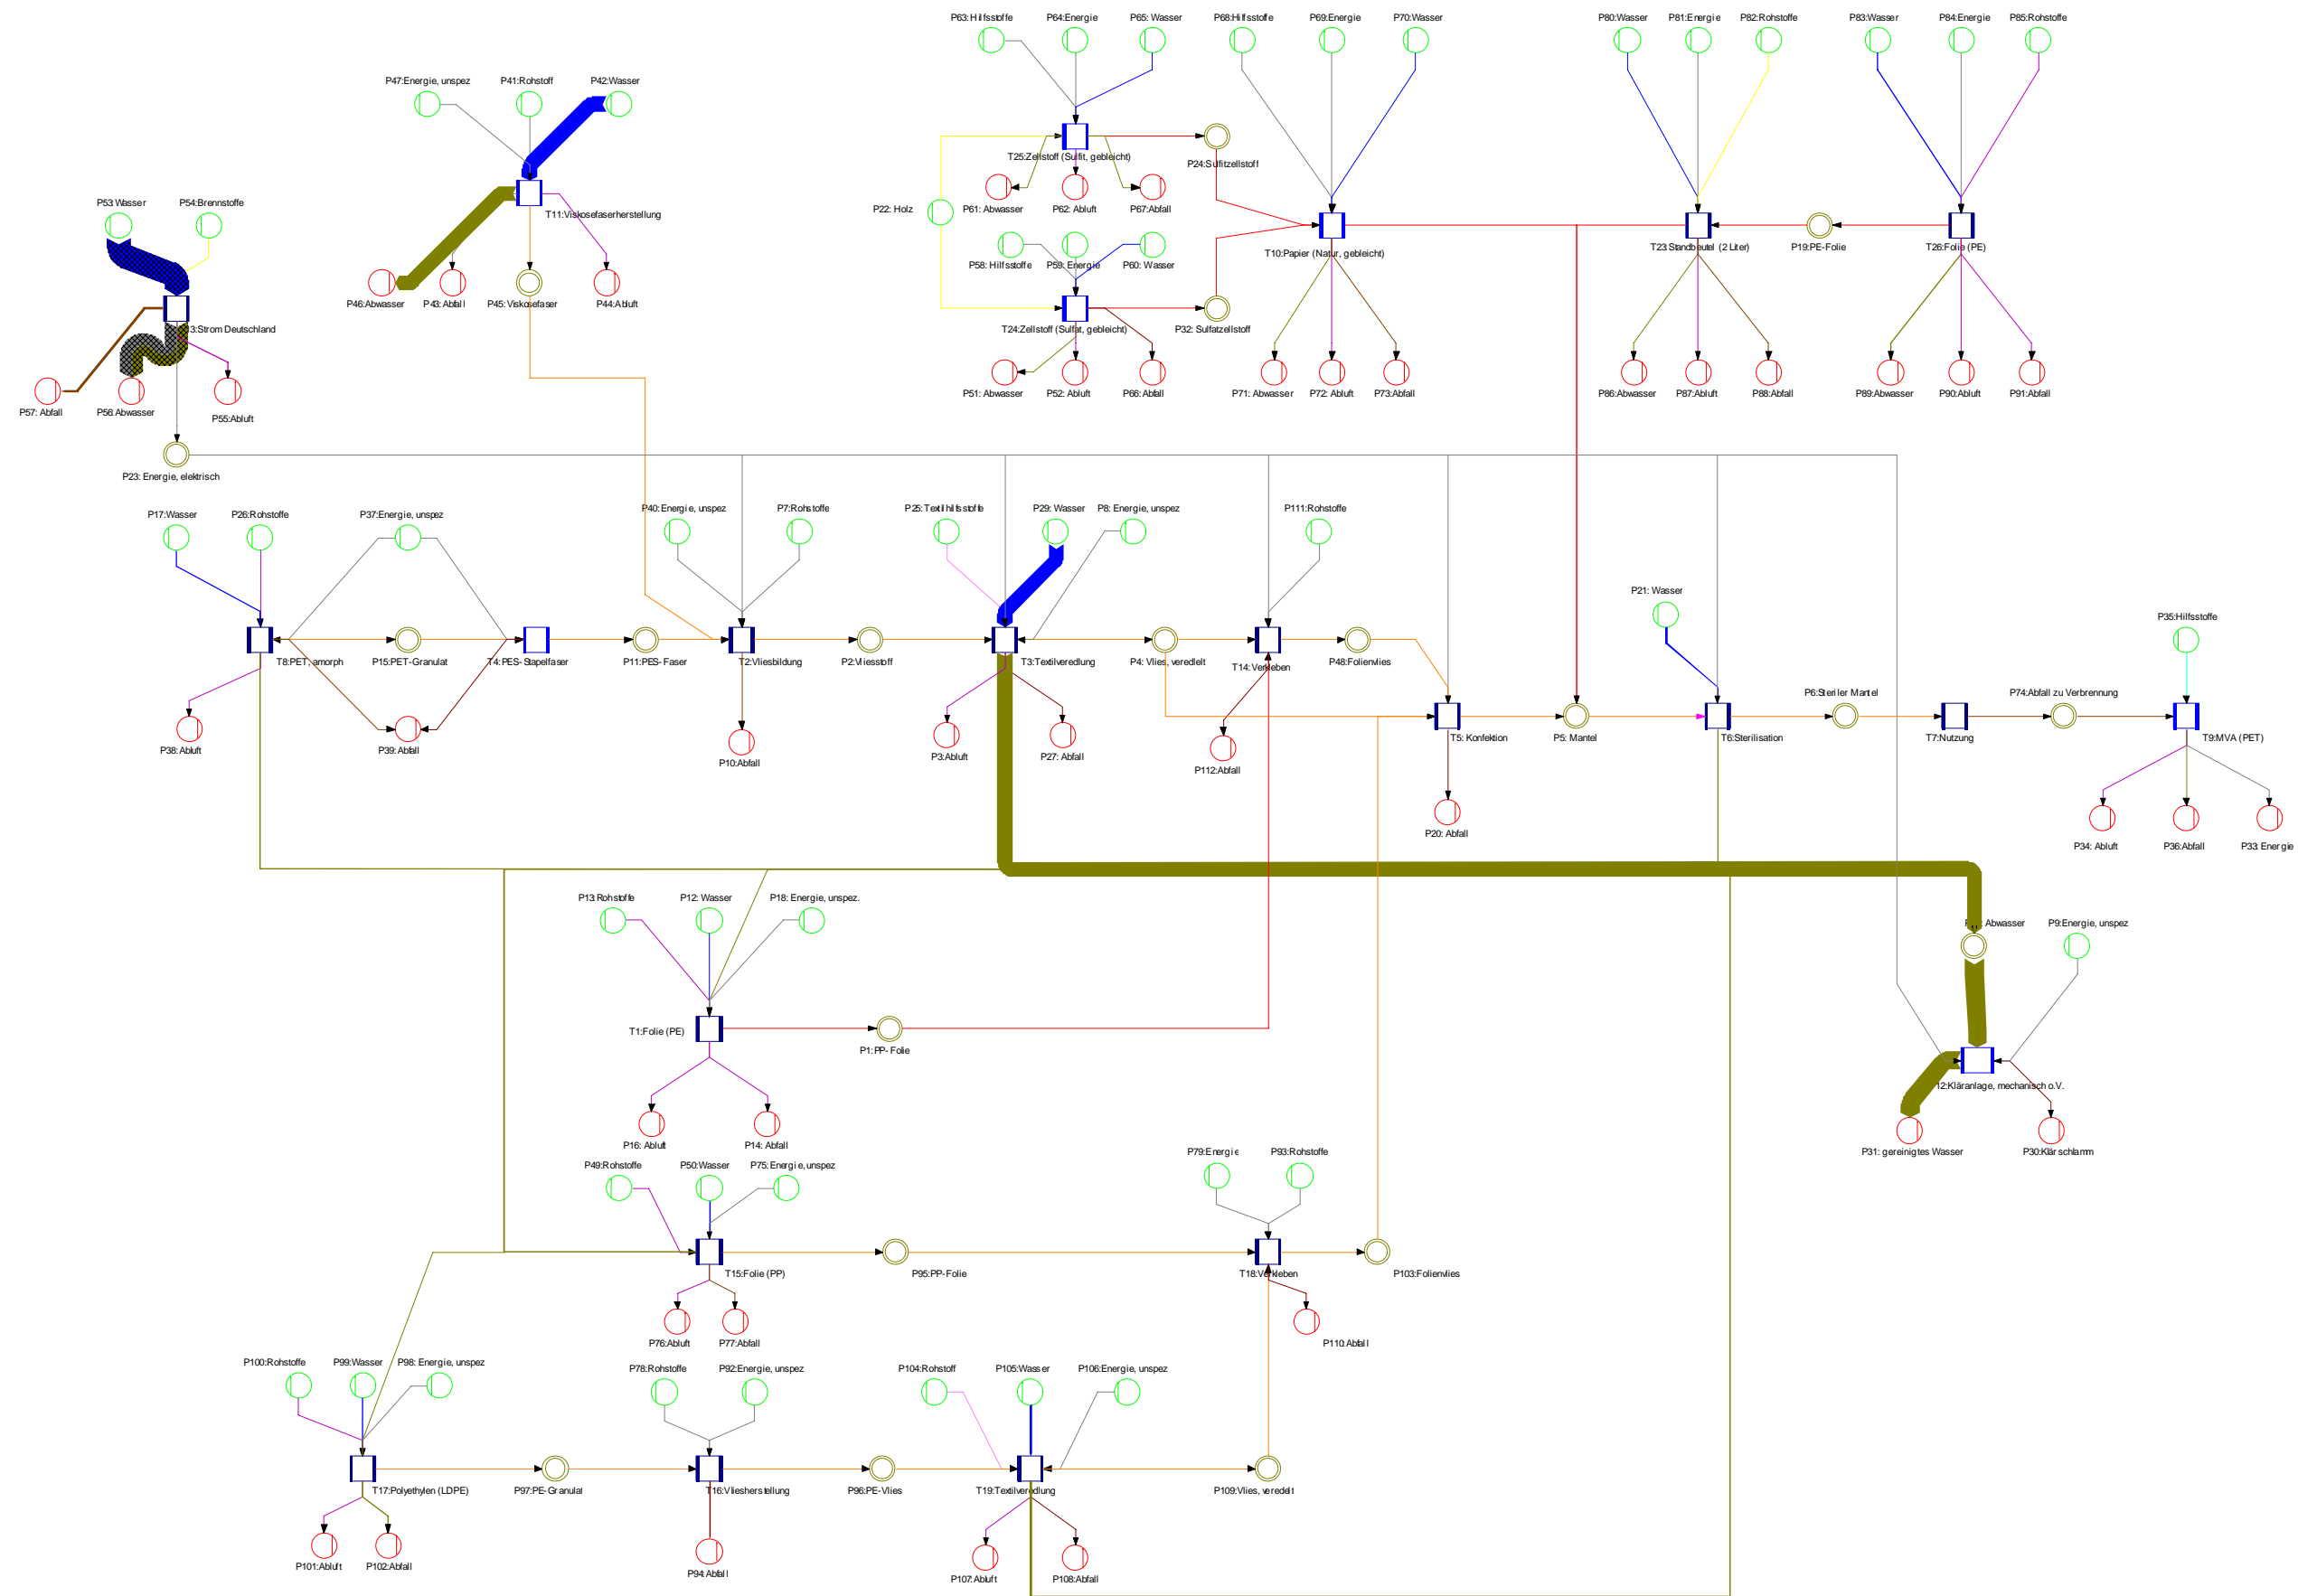 P63:Hilfsstoffe
P64:Energie
P65: Wasser
P68:Hilfsstoffe
P69:Energie
P70:Wasser
P80:Wasser
P81:Energie
P82:Rohstoffe
P83:Wasser
P84:Energie
P85:Rohstoffe
P47:Energie, unspez
P41:Rohstoff
P42:Wasser
T25:Zellstoff (Sulfit, gebleicht)
P24:Sulfitzellstoff
P53:Wasser
P54:Brennstoffe
T11:Viskosefaserherstellung
P22: Holz
P61: Abwasser
P62: Abluft
P67:Abfall
T10:Papier (Natur, gebleicht)
T23:Standbeutel (2 Liter)
P19:PE-Folie
T26:Folie (PE)
P58: Hilfsstoffe
P59: Energie
P60: Wasser
P46:Abwasser
P43: Abfall
P45: Viskosefaser
P44:Abluft
3:Strom Deutschland
T24:Zellstoff (Sulfat, gebleicht)
P32: Sulfatzellstoff
P57: Abfall
P56: Abwasser
P55:Abluft
P51: Abwasser
P52: Abluft
P66: Abfall
P71: Abwasser
P72: Abluft
P73:Abfall
P86:Abwasser
P87:Abluft
P88:Abfall
P89:Abwasser
P90:Abluft
P91:Abfall
P23: Energie, elektrisch
P17:Wasser
P26:Rohstoffe
P37:Energie, unspez
P40:Energie, unspez
P7:Rohstoffe
P25:Textilhilfsstoffe
P29: Wasser
P8: Energie, unspez
P111:Rohstoffe
P21: Wasser
P35:Hilfsstoffe
T8:PET, amorph
P15:PET-Granulat
T4:PES-Stapelfaser
P11:PES-Faser
T2:Vliesbildung
P2:Vliesstoff
T3:Textilveredlung
P4: Vlies, veredelt
T14:Verkleben
P48:Folienvlies
P6:Steriler Mantel
P74:Abfall zu Verbrennung
P38: Abluft
P39:Abfall
P10:Abfall
P3:Abluft
P27: Abfall
P112:Abfall
T5: Konfektion
P5: Mantel
T6:Sterilisation
T7:Nutzung
T9:MVA (PET)
P20: Abfall
P34: Abluft
P36:Abfall
P33: Energie
P13:Rohstoffe
P12: Wasser
P18: Energie, unspez.
Abwasser
P9:Energie, unspez
T1:Folie (PE)
P1:PP-Folie
12:Kläranlage, mechanisch o.V.
P16: Abluft
P14: Abfall
P31: gereinigtes Wasser
P30:Klärschlamm
P49:Rohstoffe
P50:Wasser
P75:Energie,unspez
P79:Energie
P93:Rohstoffe
T15:Folie (PP)
P95:PP-Folie
T18:Verkleben
P103:Folienvlies
P76:Abluft
P77:Abfall
P110:Abfall
P100:Rohstoffe
P99:Wasser
P98: Energie, unspez
P78:Rohstoffe
P92:Energie, unspez
P104:Rohstoff
P105:Wasser
P106:Energie, unspez
T17:Polyethylen (LDPE)
P97:PE-Granulat
T16:Vliesherstellung
P96:PE-Vlies
T19:Textilveredlung
P109:Vlies, veredelt
P101:Abluft
P102:Abfall
P94:Abfall
P107:Abluft
P108:Abfall